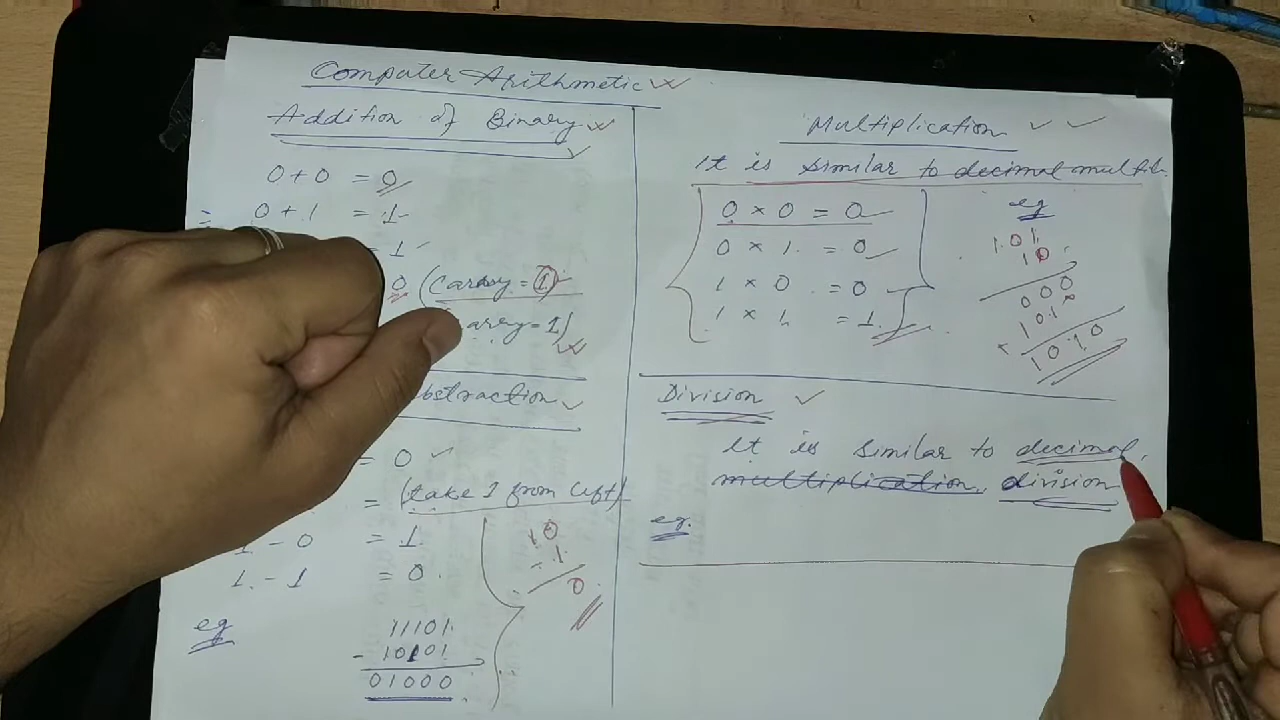 Computer Arithmetic
Addition of Binary
0 + 0 = 0
0 + 1 = 1
= 1
0 (Carray = 1)
aray = 1)
bstraction
= 0
= (take 1 from left)
1 - 0 = 1
1 - 1 = 0
10
- 1
0
eg
11101
- 10101
01000
Multiplication
It is similar to decimal multi
0 × 0 = 0
0 × 1 = 0
1 × 0 = 0
1 × 1 = 1
eg
101
10
000
101×
1010
Division
It is similar to decimal
multiplication, division
eg.